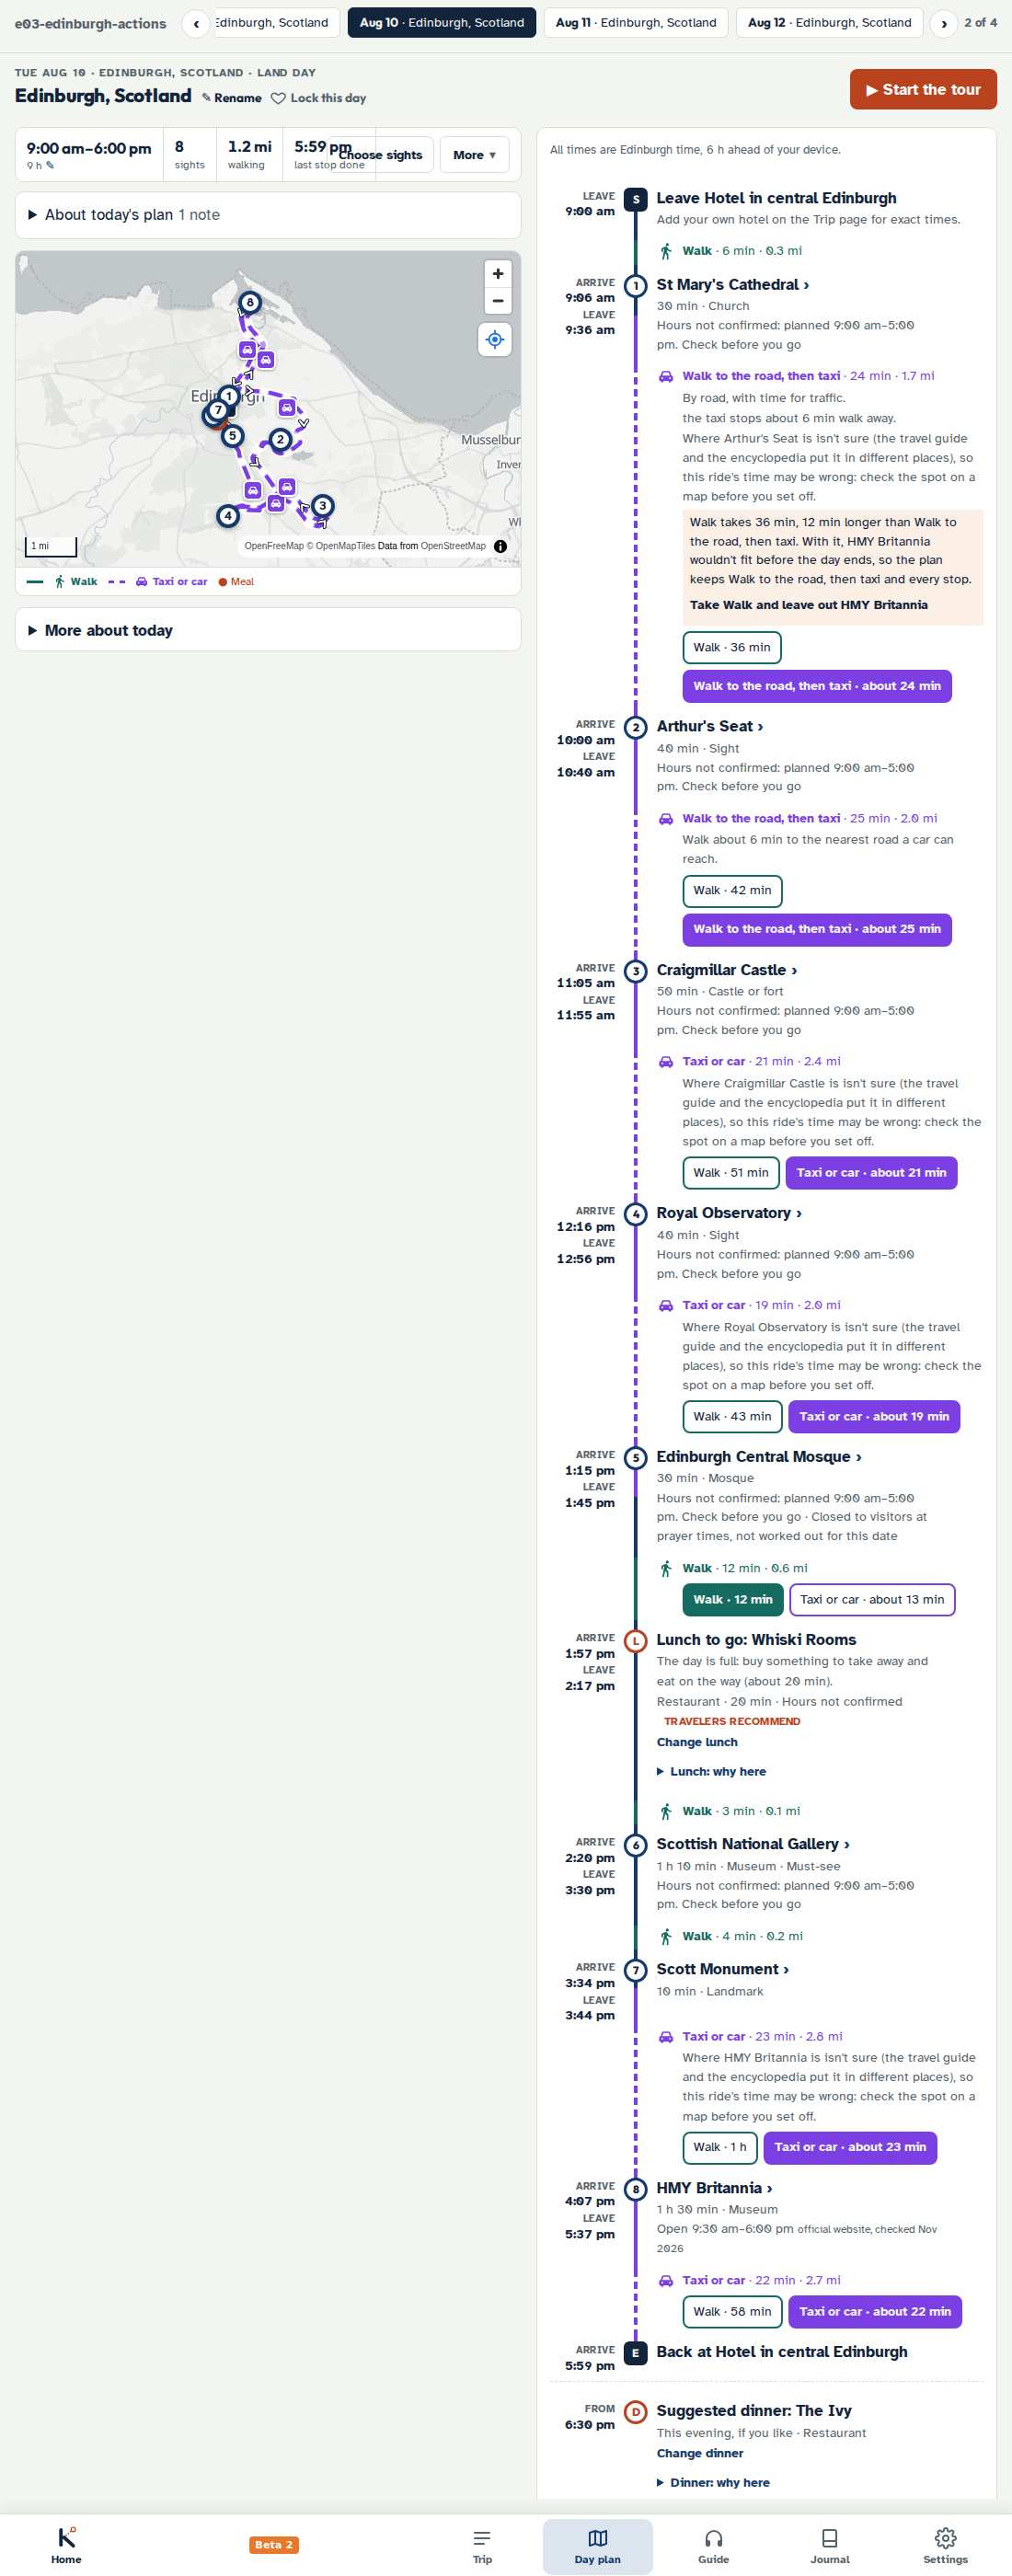 e03-edinburgh-actions
‹
Edinburgh, Scotland
Aug 10 · Edinburgh, Scotland
Aug 11 · Edinburgh, Scotland
Aug 12 · Edinburgh, Scotland
›
2 of 4
TUE AUG 10 · EDINBURGH, SCOTLAND · LAND DAY
Edinburgh, Scotland ✎ Rename Lock this day
▶ Start the tour
9:00 am–6:00 pm
9 h ✎
8
sights
1.2 mi
walking
5:59 pm
last stop done
Choose sights
More ▾
▶ About today's plan 1 note
8
1
7
5
2
3
4
Musselbur
Inver
1 mi
OpenFreeMap © OpenMapTiles Data from OpenStreetMap
Walk Taxi or car Meal
▶ More about today
All times are Edinburgh time, 6 h ahead of your device.
LEAVE
9:00 am
S
Leave Hotel in central Edinburgh
Add your own hotel on the Trip page for exact times.
Walk · 6 min · 0.3 mi
ARRIVE
9:06 am
LEAVE
9:36 am
1
St Mary's Cathedral ›
30 min · Church
Hours not confirmed: planned 9:00 am–5:00
pm. Check before you go
Walk to the road, then taxi · 24 min · 1.7 mi
By road, with time for traffic.
the taxi stops about 6 min walk away.
Where Arthur's Seat is isn't sure (the travel guide
and the encyclopedia put it in different places), so
this ride's time may be wrong: check the spot on a
map before you set off.
Walk takes 36 min, 12 min longer than Walk to
the road, then taxi. With it, HMY Britannia
wouldn't fit before the day ends, so the plan
keeps Walk to the road, then taxi and every stop.
Take Walk and leave out HMY Britannia
Walk · 36 min
Walk to the road, then taxi · about 24 min
ARRIVE
10:00 am
LEAVE
10:40 am
2
Arthur's Seat ›
40 min · Sight
Hours not confirmed: planned 9:00 am–5:00
pm. Check before you go
Walk to the road, then taxi · 25 min · 2.0 mi
Walk about 6 min to the nearest road a car can
reach.
Walk · 42 min
Walk to the road, then taxi · about 25 min
ARRIVE
11:05 am
LEAVE
11:55 am
3
Craigmillar Castle ›
50 min · Castle or fort
Hours not confirmed: planned 9:00 am–5:00
pm. Check before you go
Taxi or car · 21 min · 2.4 mi
Where Craigmillar Castle is isn't sure (the travel
guide and the encyclopedia put it in different
places), so this ride's time may be wrong: check the
spot on a map before you set off.
Walk · 51 min
Taxi or car · about 21 min
ARRIVE
12:16 pm
LEAVE
12:56 pm
4
Royal Observatory ›
40 min · Sight
Hours not confirmed: planned 9:00 am–5:00
pm. Check before you go
Taxi or car · 19 min · 2.0 mi
Where Royal Observatory is isn't sure (the travel
guide and the encyclopedia put it in different
places), so this ride's time may be wrong: check the
spot on a map before you set off.
Walk · 43 min
Taxi or car · about 19 min
ARRIVE
1:15 pm
LEAVE
1:45 pm
5
Edinburgh Central Mosque ›
30 min · Mosque
Hours not confirmed: planned 9:00 am–5:00
pm. Check before you go · Closed to visitors at
prayer times, not worked out for this date
Walk · 12 min · 0.6 mi
Walk · 12 min
Taxi or car · about 13 min
ARRIVE
1:57 pm
LEAVE
2:17 pm
L
Lunch to go: Whiski Rooms
The day is full: buy something to take away and
eat on the way (about 20 min).
Restaurant · 20 min · Hours not confirmed
TRAVELERS RECOMMEND
Change lunch
▶ Lunch: why here
Walk · 3 min · 0.1 mi
ARRIVE
2:20 pm
LEAVE
3:30 pm
6
Scottish National Gallery ›
1 h 10 min · Museum · Must-see
Hours not confirmed: planned 9:00 am–5:00
pm. Check before you go
Walk · 4 min · 0.2 mi
ARRIVE
3:34 pm
LEAVE
3:44 pm
7
Scott Monument ›
10 min · Landmark
Taxi or car · 23 min · 2.8 mi
Where HMY Britannia is isn't sure (the travel guide
and the encyclopedia put it in different places), so
this ride's time may be wrong: check the spot on a
map before you set off.
Walk · 1 h
Taxi or car · about 23 min
ARRIVE
4:07 pm
LEAVE
5:37 pm
8
HMY Britannia ›
1 h 30 min · Museum
Open 9:30 am–6:00 pm official website, checked Nov
2026
Taxi or car · 22 min · 2.7 mi
Walk · 58 min
Taxi or car · about 22 min
ARRIVE
5:59 pm
E
Back at Hotel in central Edinburgh
FROM
6:30 pm
D
Suggested dinner: The Ivy
This evening, if you like · Restaurant
Change dinner
▶ Dinner: why here
Home
Beta 2
Trip
Day plan
Guide
Journal
Settings